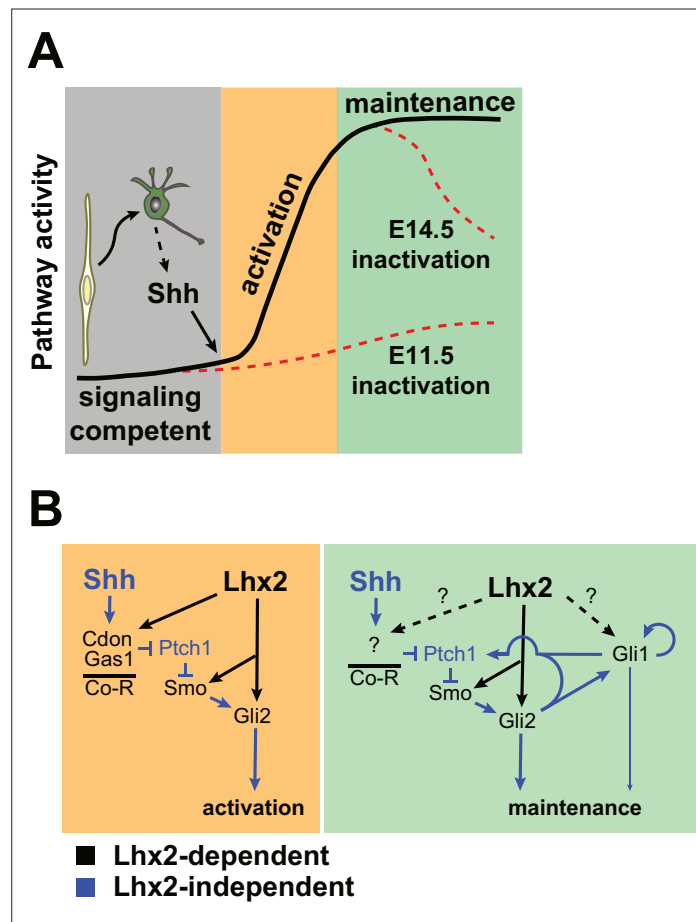 A
Pathway activity
maintenance
activation
Shh
E14.5
inactivation
E11.5
inactivation
signaling
competent
B
Shh
Lhx2
Cdon
Gas1
Ptch1
Co-R
Smo
Gli2
activation
Shh
Lhx2
?
?
?
Ptch1
Gli1
Co-R
Smo
Gli2
maintenance
Lhx2-dependent
Lhx2-independent